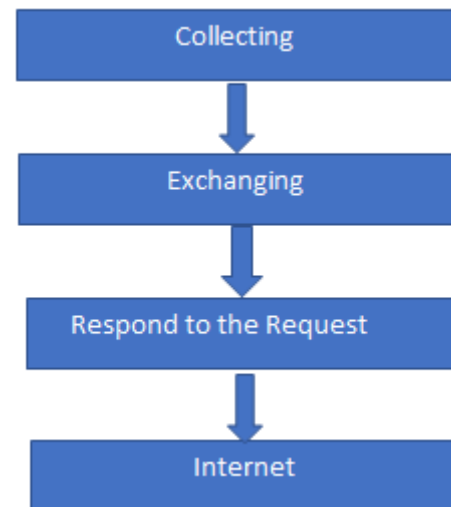 Collecting
Exchanging
Respond to the Request
Internet